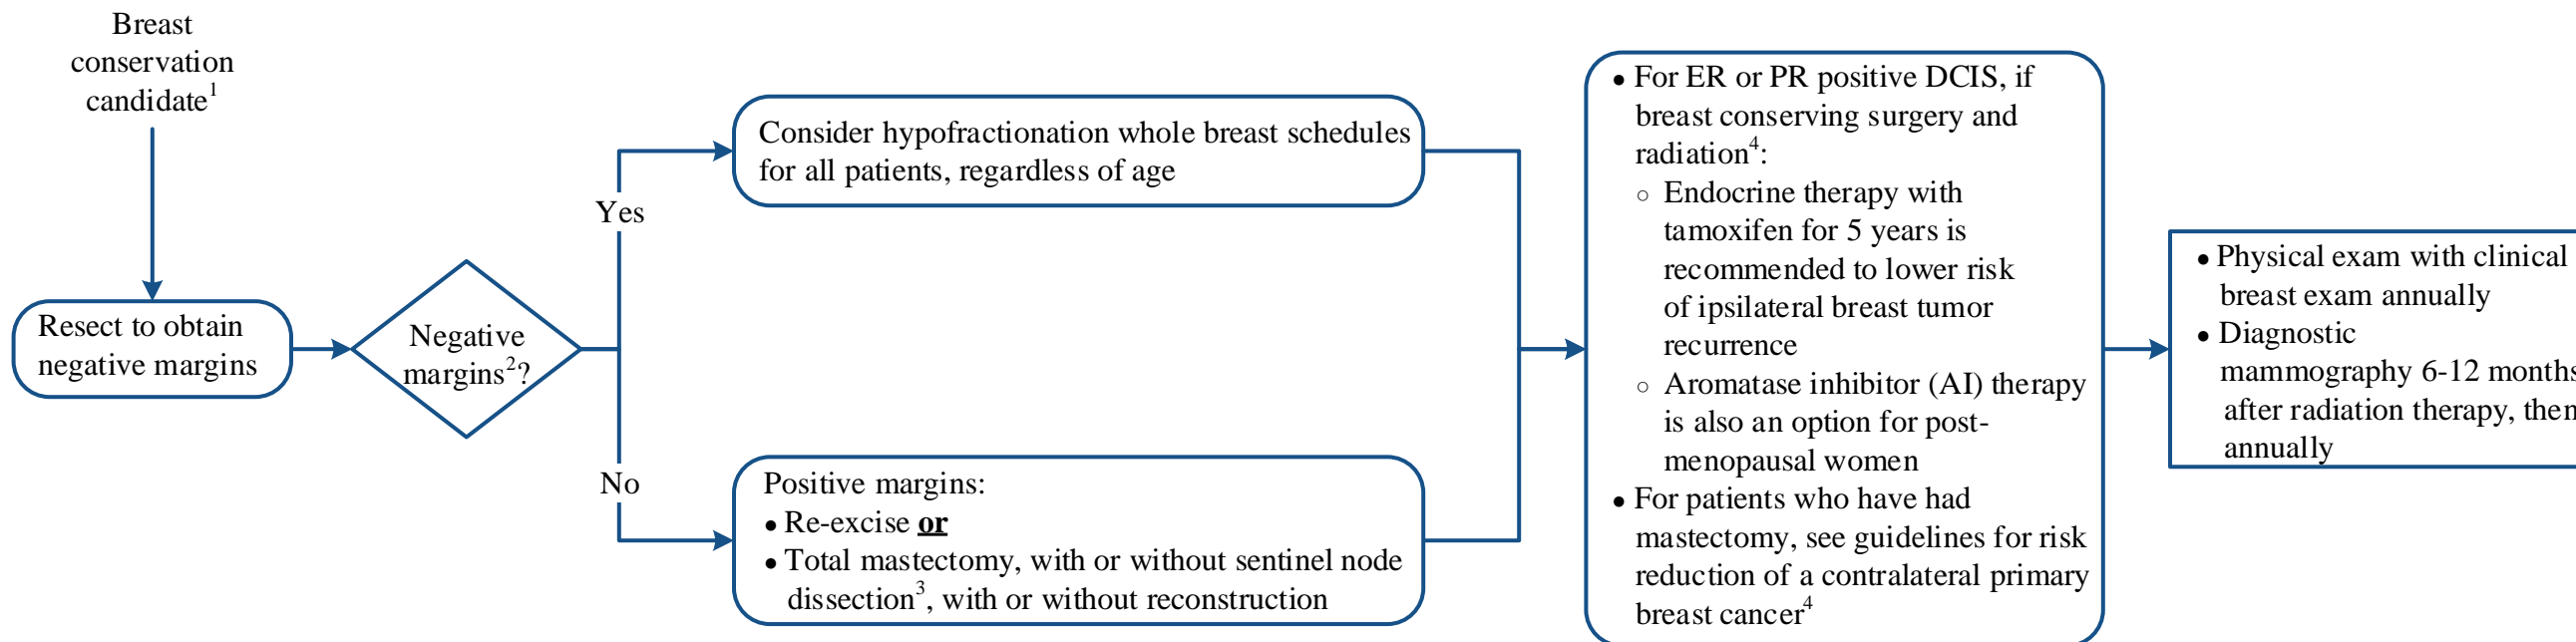 Breast
conservation
candidate¹
Resect to obtain
negative margins
Negative
margins²?
Yes
No
Consider hypofractionation whole breast schedules
for all patients, regardless of age
Positive margins:
• Re-excise or
• Total mastectomy, with or without sentinel node
dissection³, with or without reconstruction
• For ER or PR positive DCIS, if
breast conserving surgery and
radiation⁴:
○ Endocrine therapy with
tamoxifen for 5 years is
recommended to lower risk
of ipsilateral breast tumor
recurrence
○ Aromatase inhibitor (AI) therapy
is also an option for post-
menopausal women
• For patients who have had
mastectomy, see guidelines for risk
reduction of a contralateral primary
breast cancer⁴
• Physical exam with clinical
breast exam annually
• Diagnostic
mammography 6-12 months
after radiation therapy, then
annually